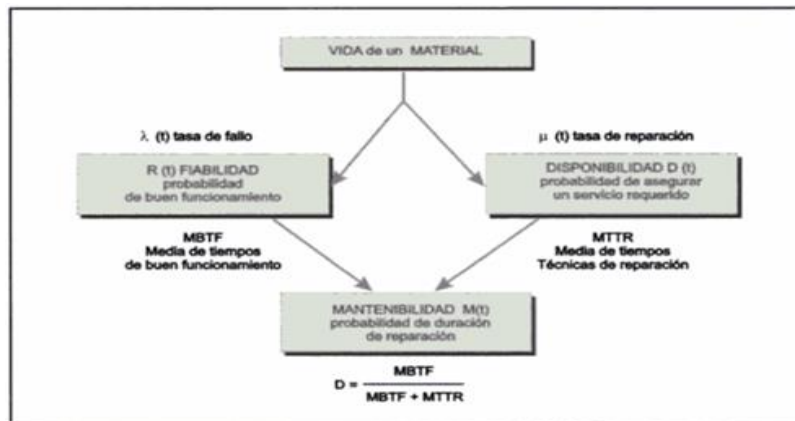 VIDA de un MATERIAL
λ (t) tasa de fallo
μ (t) tasa de reparación
R (t) FIABILIDAD
probabilidad
de buen funcionamiento
DISPONIBILIDAD D (t)
probabilidad de asegurar
un servicio requerido
MBTF
Media de tiempos
de buen funcionamiento
MTTR
Media de tiempos
Técnicas de reparación
MANTENIBILIDAD M(t)
probabilidad de duración
de reparación
D = MBTF
MBTF + MTTR